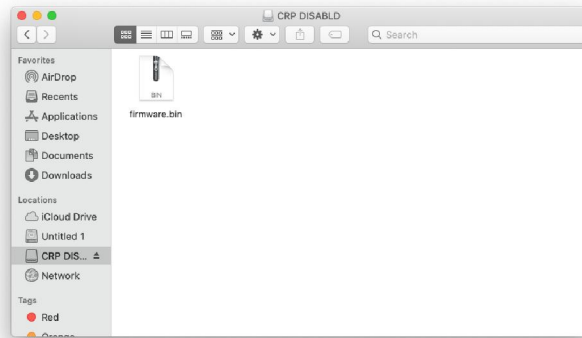 CRP DISABLD
Search
Favorites
AirDrop
Recents
Applications
Desktop
Documents
Downloads
Locations
iCloud Drive
Untitled 1
CRP DIS...
Network
Tags
Red
Orange
BIN
firmware.bin